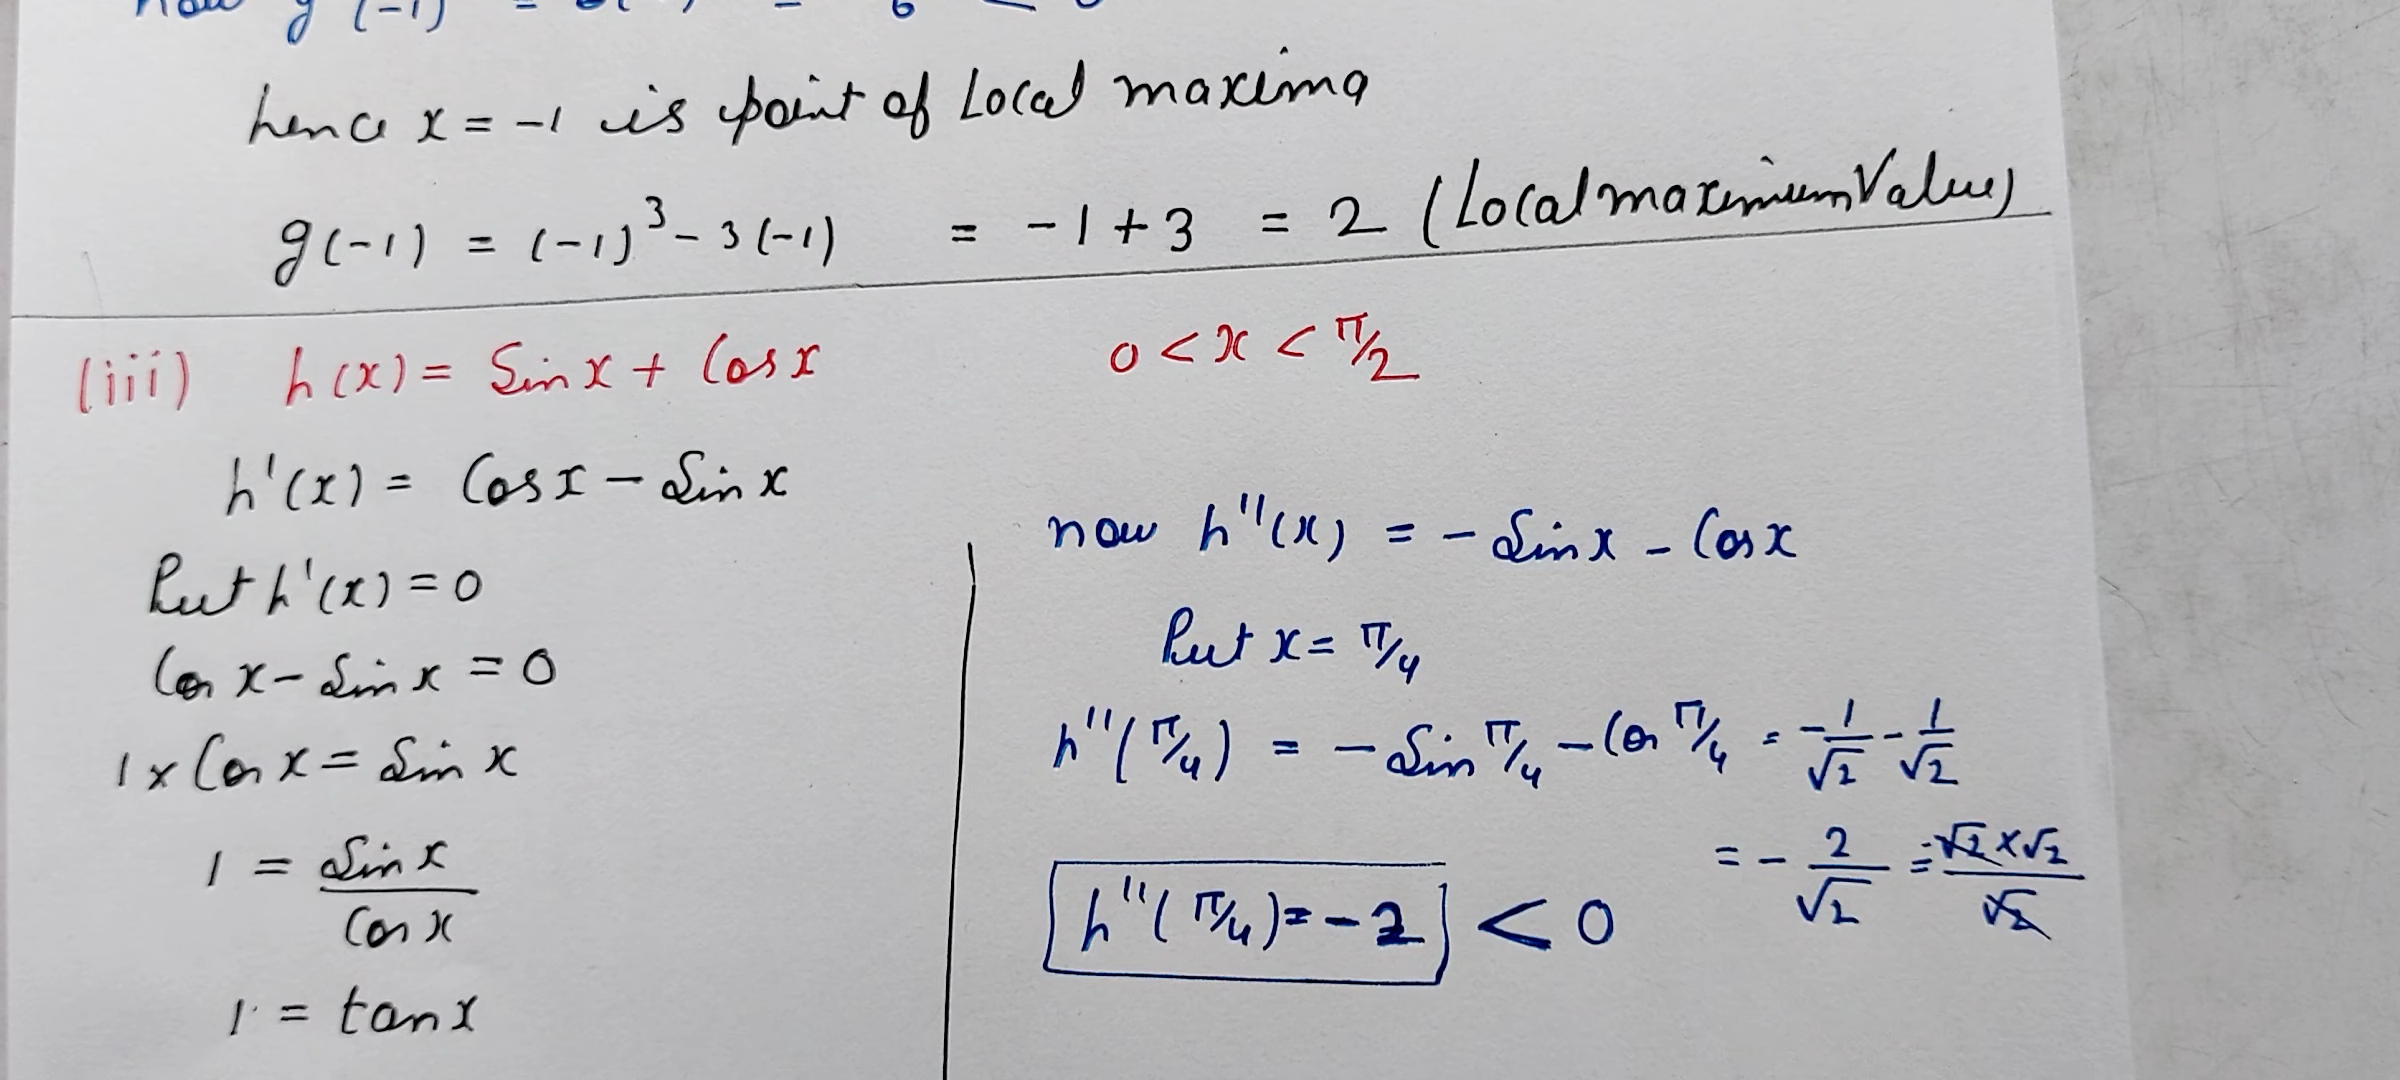 hence x = -1 is point of Local maxima
g(-1) = (-1)³ - 3(-1) = -1 + 3 = 2 (Local maximum Value)
(iii) h(x) = Sin x + Cos x 0 < x < π/2
h'(x) = Cos x - Sin x
Put h'(x) = 0
Cos x - Sin x = 0
1 x Cos x = Sin x
1 = Sin x / Cos x
1 = tan x
now h''(x) = - Sin x - Cos x
Put x = π/4
h''(π/4) = - Sin π/4 - Cos π/4 = -1/√2 - 1/√2
= - 2/√2 = -√2 x √2 / √2
h''(π/4) = -2 < 0